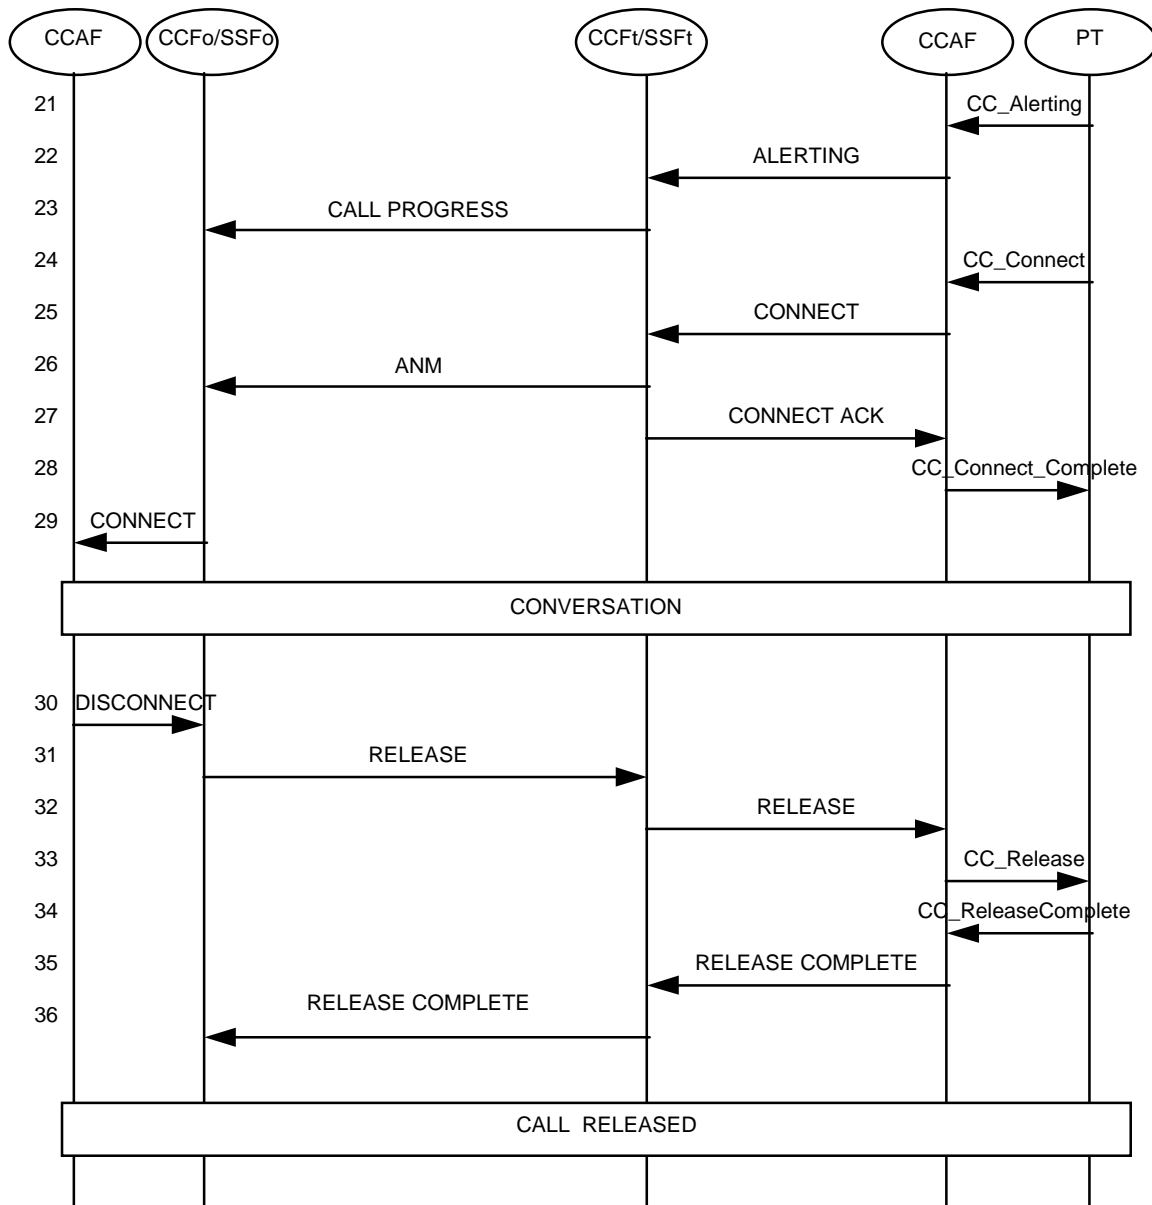 CCAF CCFo/SSFo CCFt/SSFt CCAF PT
21 CC_Alerting
22 ALERTING
23 CALL PROGRESS
24 CC_Connect
25 CONNECT
26 ANM
27 CONNECT ACK
28 CC_Connect_Complete
29 CONNECT
CONVERSATION
30 DISCONNECT
31 RELEASE
32 RELEASE
33 CC_Release
34 CC_ReleaseComplete
35 RELEASE COMPLETE
36 RELEASE COMPLETE
CALL RELEASED